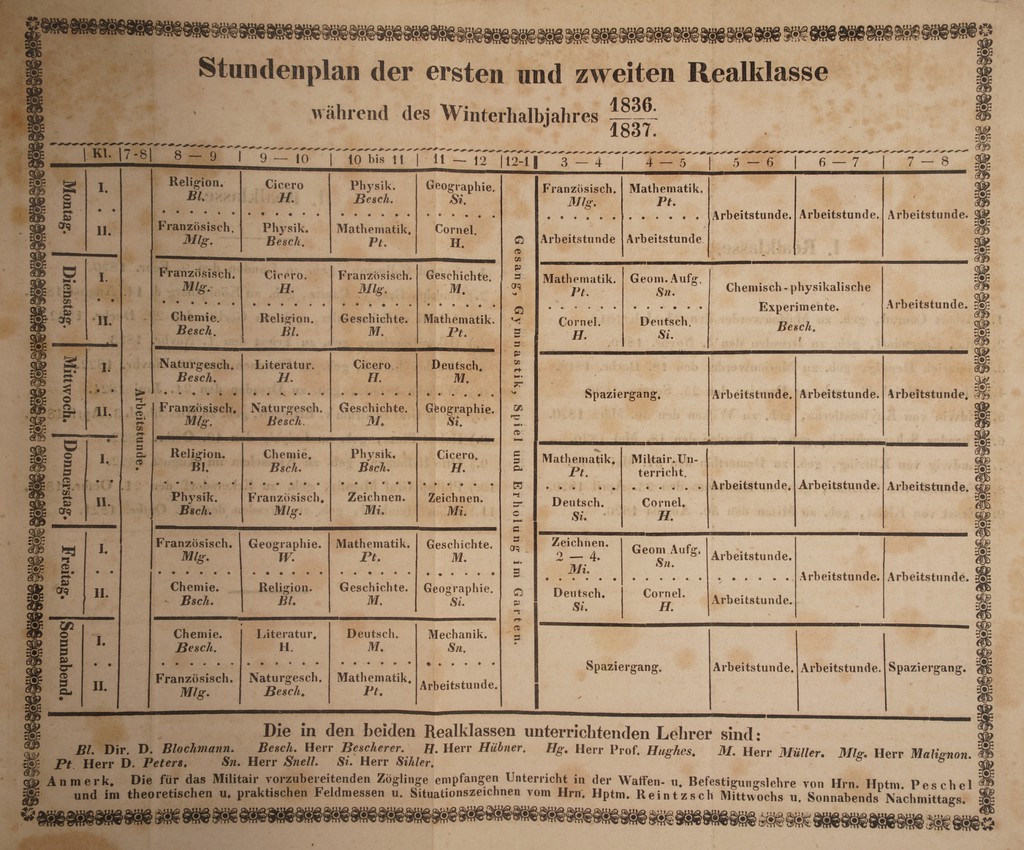 Stundenplan der ersten und zweiten Realklasse
während des Winterhalbjahres 1836. 1837.
Kl. 7-8 8 — 9 9 — 10 10 bis 11 11 — 12 12-1 3 — 4 4 — 5 5 — 6 6 — 7 7 — 8
Arbeitstunde.
Gesang, Gymnastik, Spiel und Erholung im Garten.
Montag.
I. Religion. Cicero Physik. Geographie. Französisch. Mathematik.
Bl. H. Besch. Si. Mlg. Pt.
Arbeitstunde. Arbeitstunde. Arbeitstunde.
II. Französisch. Physik. Mathematik. Cornel. Arbeitstunde Arbeitstunde
Mlg. Besch. Pt. H.
Dienstag.
I. Französisch. Cicero. Französisch. Geschichte. Mathematik. Geom. Aufg.
Mlg. H. Mlg. M. Pt. Sn.
Chemisch-physikalische
Experimente. Arbeitstunde.
Besch.
II. Chemie. Religion. Geschichte. Mathematik. Cornel. Deutsch.
Besch. Bl. M. Pt. H. Si.
Mittwoch.
I. Naturgesch. Literatur. Cicero Deutsch.
Besch. H. H. M.
Spaziergang. Arbeitstunde. Arbeitstunde. Arbeitstunde.
II. Französisch. Naturgesch. Geschichte. Geographie.
Mlg. Besch. M. Si.
Donnerstag.
I. Religion. Chemie. Physik. Cicero. Mathematik. Miltair. Un-
terricht.
Bl. Bsch. Bsch. H. Pt.
Arbeitstunde. Arbeitstunde. Arbeitstunde.
II. Physik. Französisch. Zeichnen. Zeichnen. Deutsch. Cornel.
Bsch. Mlg. Mi. Mi. Si. H.
Freitag.
I. Französisch. Geographie. Mathematik. Geschichte. Zeichnen. Geom Aufg.
2 — 4.
Mlg. W. Pt. M. Mi. Sn.
Arbeitstunde. Arbeitstunde. Arbeitstunde.
II. Chemie. Religion. Geschichte. Geographie. Deutsch. Cornel. Arbeitstunde.
Bsch. Bl. M. Si. Si. H.
Sonnabend.
I. Chemie. Literatur. Deutsch. Mechanik.
Besch. H. M. Sn.
Spaziergang. Arbeitstunde. Arbeitstunde. Spaziergang.
II. Französisch. Naturgesch. Mathematik. Arbeitstunde.
Mlg. Besch. Pt.
Die in den beiden Realklassen unterrichtenden Lehrer sind:
Bl. Dir. D. Blochmann. Besch. Herr Bescherer. H. Herr Hübner. Hg. Herr Prof. Hughes. M. Herr Müller. Mlg. Herr Malignon.
Pt. Herr D. Peters. Sn. Herr Snell. Si. Herr Sihler.
Anmerk. Die für das Militair vorzubereitenden Zöglinge empfangen Unterricht in der Waffen- u. Befestigungslehre von Hrn. Hptm. Peschel
und im theoretischen u. praktischen Feldmessen u. Situationszeichnen vom Hrn. Hptm. Reintzsch Mittwochs u. Sonnabends Nachmittags.